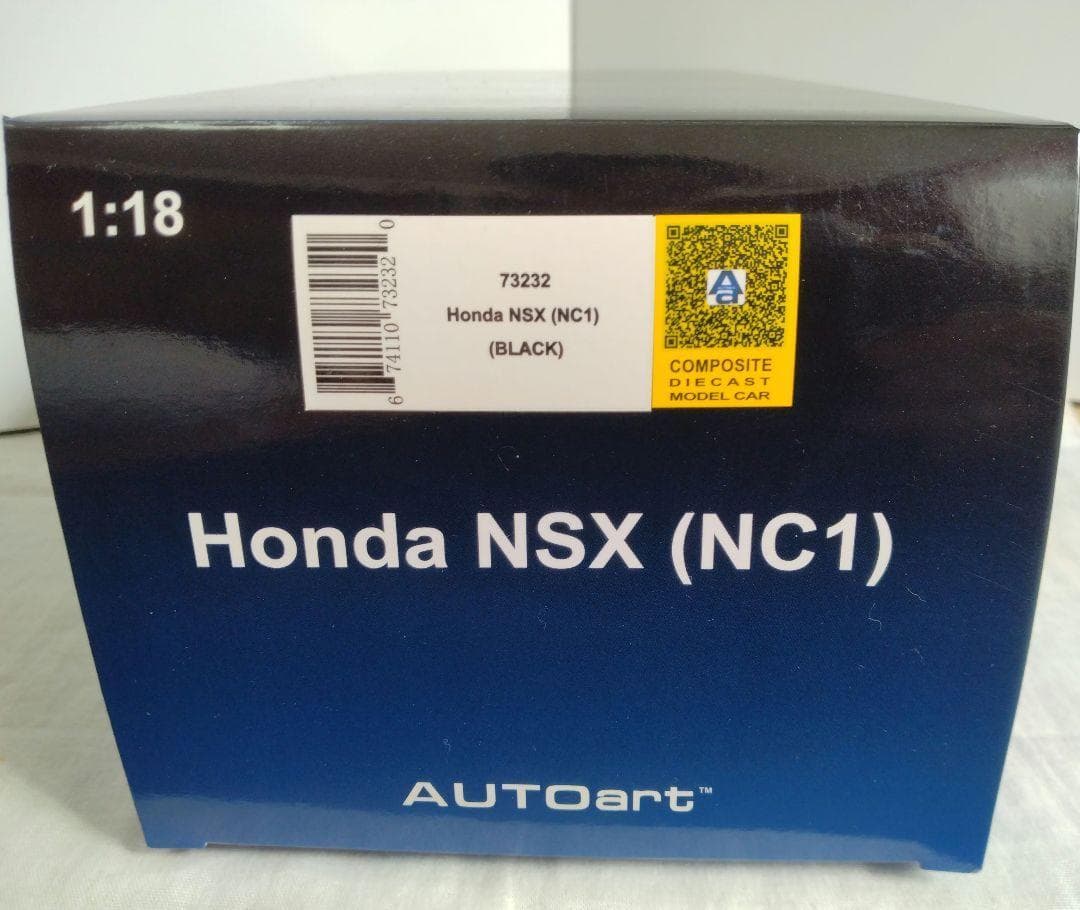 1:18
6 74110 73232 0
73232
Honda NSX (NC1)
(BLACK)
Aa
COMPOSITE
DIECAST
MODEL CAR
Honda NSX (NC1)
AUTOart™